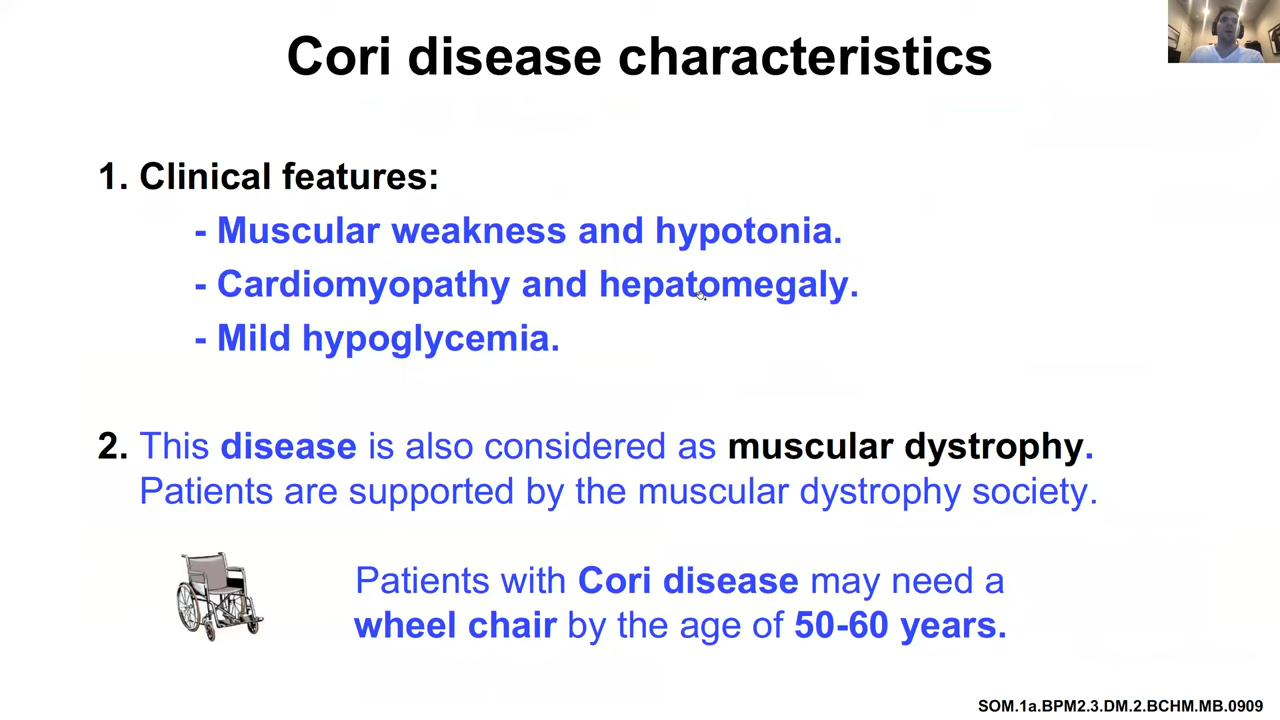 Cori disease characteristics
1. Clinical features:
- Muscular weakness and hypotonia.
- Cardiomyopathy and hepatomegaly.
- Mild hypoglycemia.
2. This disease is also considered as muscular dystrophy.
Patients are supported by the muscular dystrophy society.
Patients with Cori disease may need a
wheel chair by the age of 50-60 years.
SOM.1a.BPM2.3.DM.2.BCHM.MB.0909